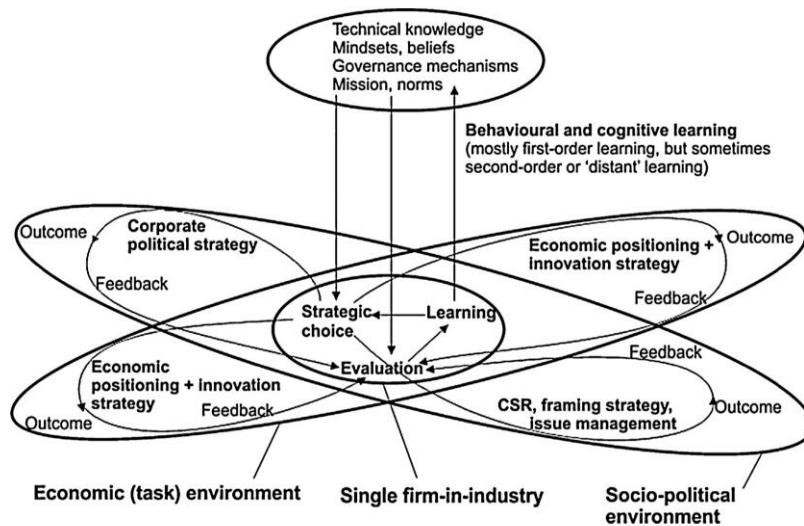 Technical knowledge
Mindsets, beliefs
Governance mechanisms
Mission, norms
Behavioural and cognitive learning
(mostly first-order learning, but sometimes
second-order or 'distant' learning)
Outcome
Corporate
political strategy
Feedback
Economic positioning +
innovation strategy
Outcome
Feedback
Strategic
choice
Learning
Evaluation
Economic
positioning + innovation
strategy
Outcome
Feedback
Feedback
CSR, framing strategy,
issue management
Outcome
Economic (task) environment
Single firm-in-industry
Socio-political
environment